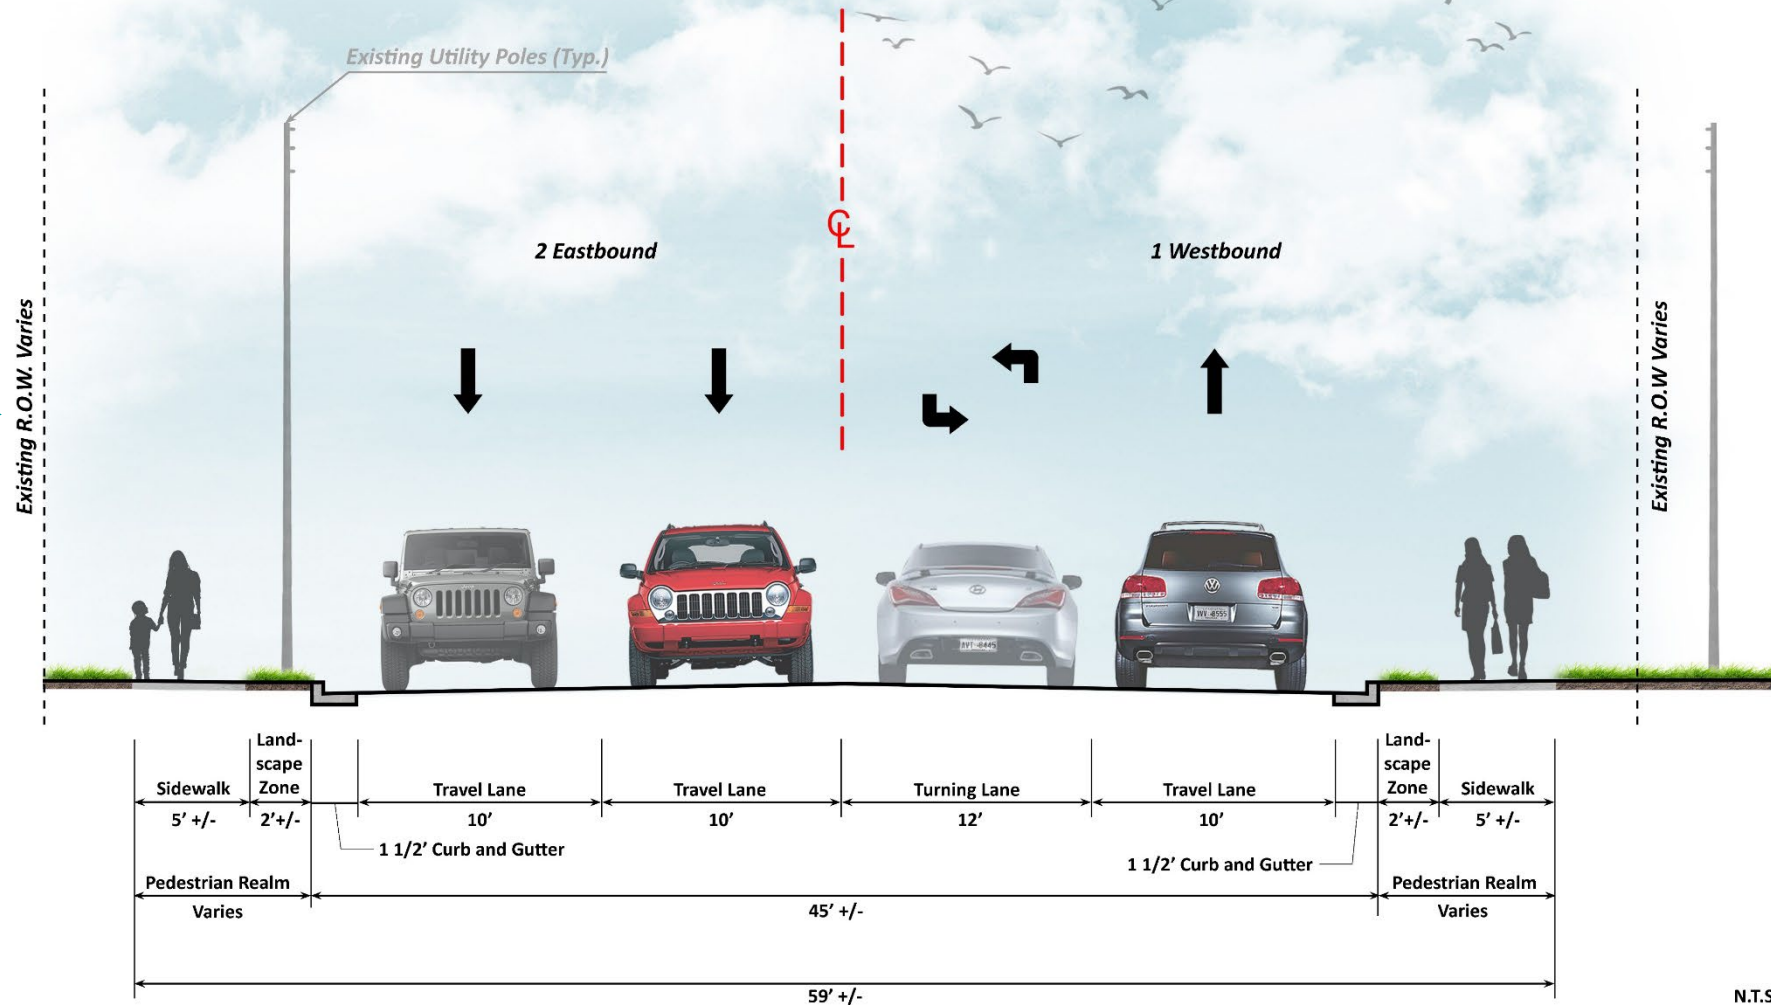 Existing Utility Poles (Typ.)
℄
2 Eastbound
1 Westbound
Existing R.O.W. Varies
Existing R.O.W Varies
Land-
scape
Zone
Land-
scape
Zone
Sidewalk
Travel Lane
Travel Lane
Turning Lane
Travel Lane
Sidewalk
5' +/-
2'+/-
10'
10'
12'
10'
2'+/-
5' +/-
1 1/2' Curb and Gutter
1 1/2' Curb and Gutter
Pedestrian Realm
Pedestrian Realm
Varies
45' +/-
Varies
59' +/-
N.T.S